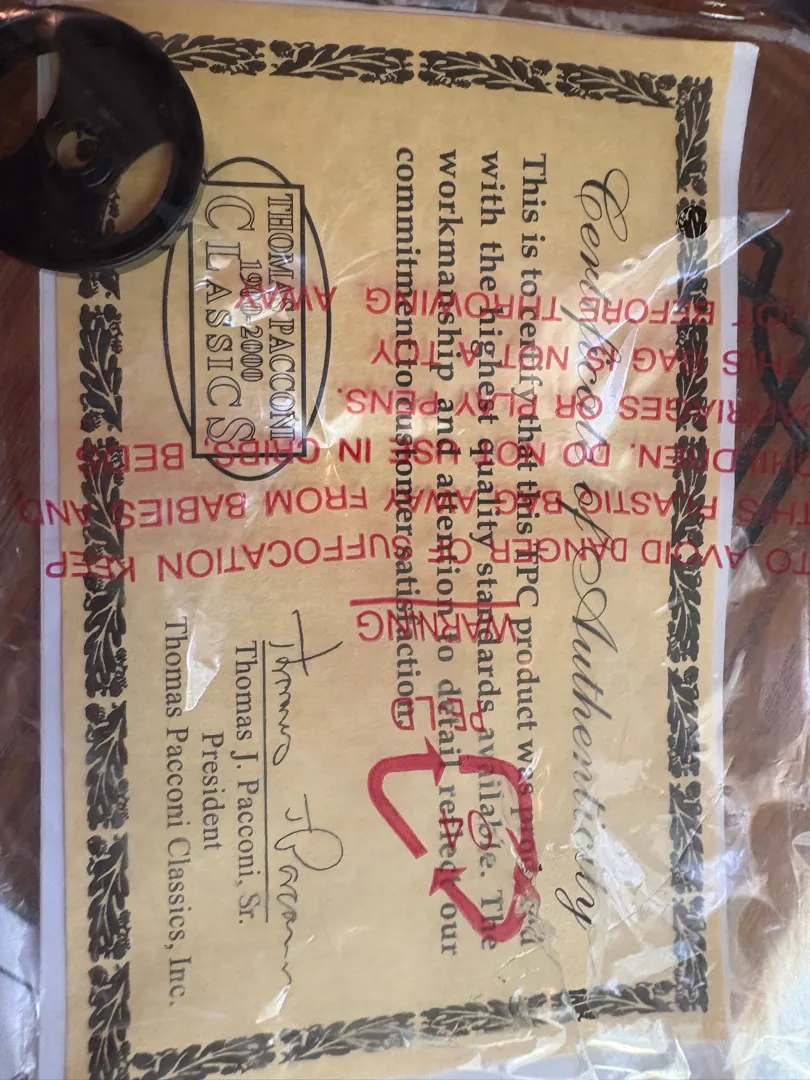 Certificate of Authenticity
This is to certify that this TPC product was produced
with the highest quality standards available. The
workmanship and attention to detail reflect our
commitment to customer satisfaction.
THOMAS PACCONI
1900-2000
CLASSICS
Thomas J Pacconi
Thomas J. Pacconi, Sr.
President
Thomas Pacconi Classics, Inc.
WARNING
TO AVOID DANGER OF SUFFOCATION KEEP
THIS PLASTIC BAG AWAY FROM BABIES AND
CHILDREN. DO NOT USE IN CRIBS, BEDS
CARRIAGES OR PLAY PENS.
THIS BAG IS NOT A TOY
KNOT BEFORE THROWING AWAY